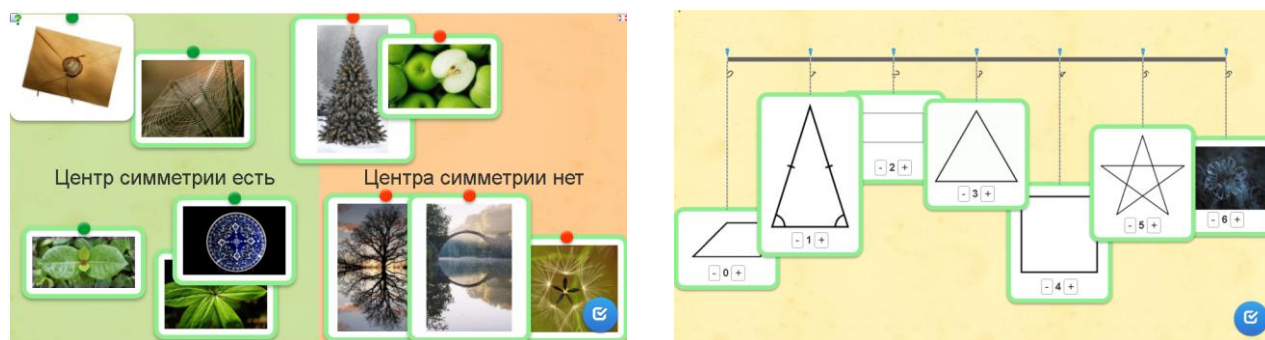 Центр симметрии есть
Центра симметрии нет
0
1
2
3
4
5
6
- 0 +
- 1 +
- 2 +
- 3 +
- 4 +
- 5 +
- 6 +